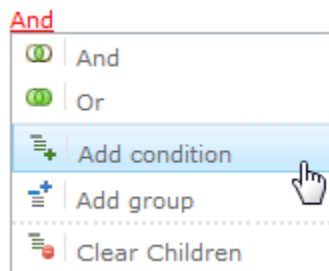 And
And
Or
Add condition
Add group
Clear Children